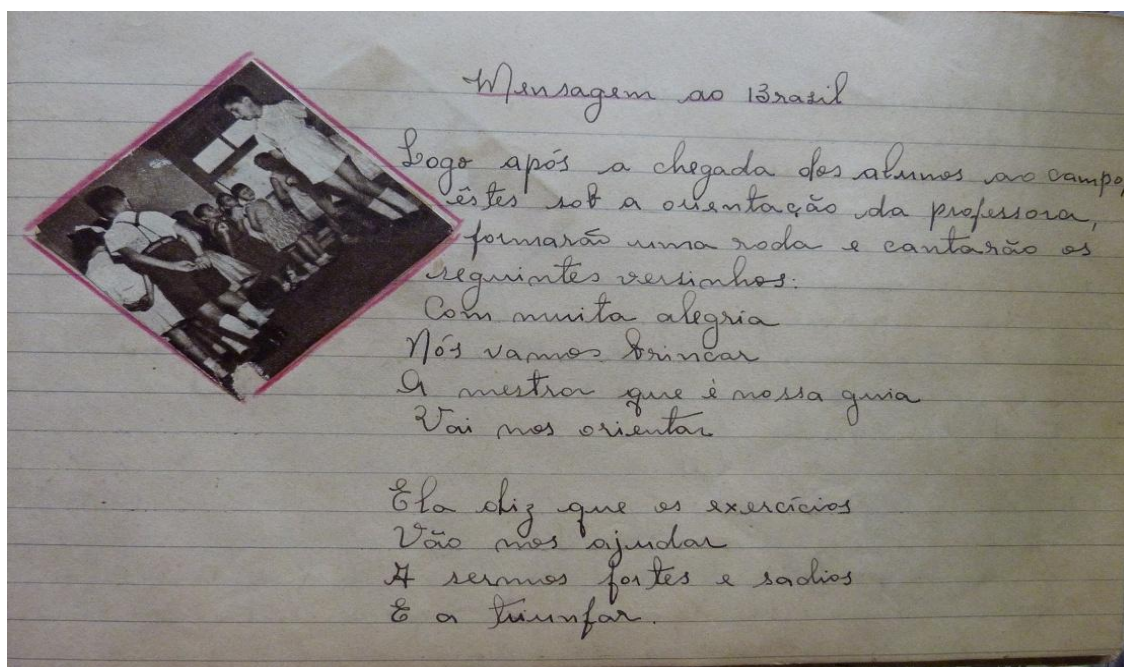 Mensagem ao Brazil
Logo após a chegada dos alunos ao campo,
êstes sob a orientação da professora,
formarão uma roda e cantarão os
seguintes versinhos:
Com muita alegria
Nós vamos brincar
A mestra que é nossa guia
Vai nos orientar
Ela diz que os exercícios
Vão nos ajudar
A sermos fortes e sadios
E a triunfar.